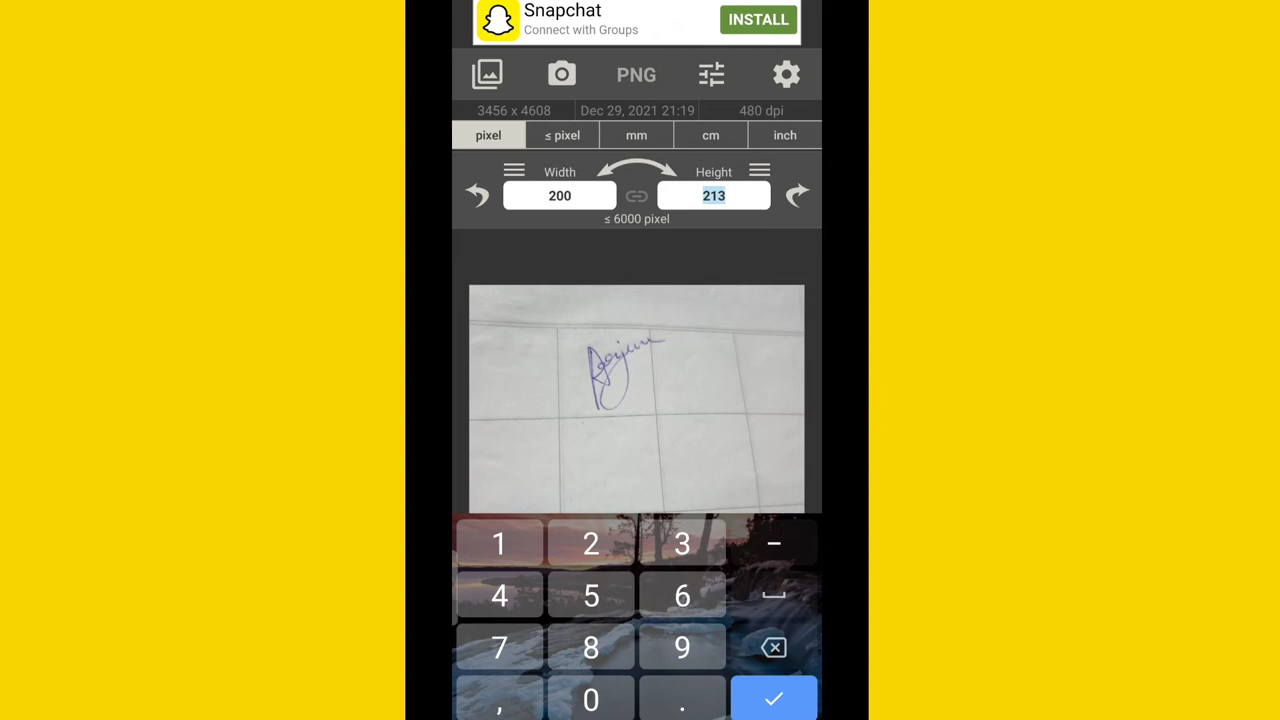 Snapchat
Connect with Groups
INSTALL
PNG
3456 x 4608 Dec 29, 2021 21:19 480 dpi
pixel ≤ pixel mm cm inch
Width Height
200 213
≤ 6000 pixel
1 2 3 –
4 5 6
7 8 9
, 0 .